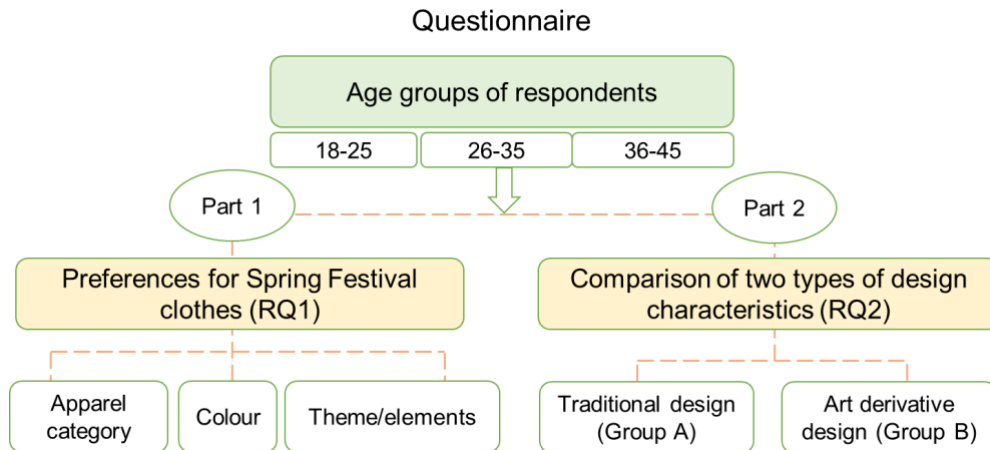 Questionnaire
Age groups of respondents
18-25
26-35
36-45
Part 1
Part 2
Preferences for Spring Festival
clothes (RQ1)
Comparison of two types of design
characteristics (RQ2)
Apparel
category
Colour
Theme/elements
Traditional design
(Group A)
Art derivative
design (Group B)